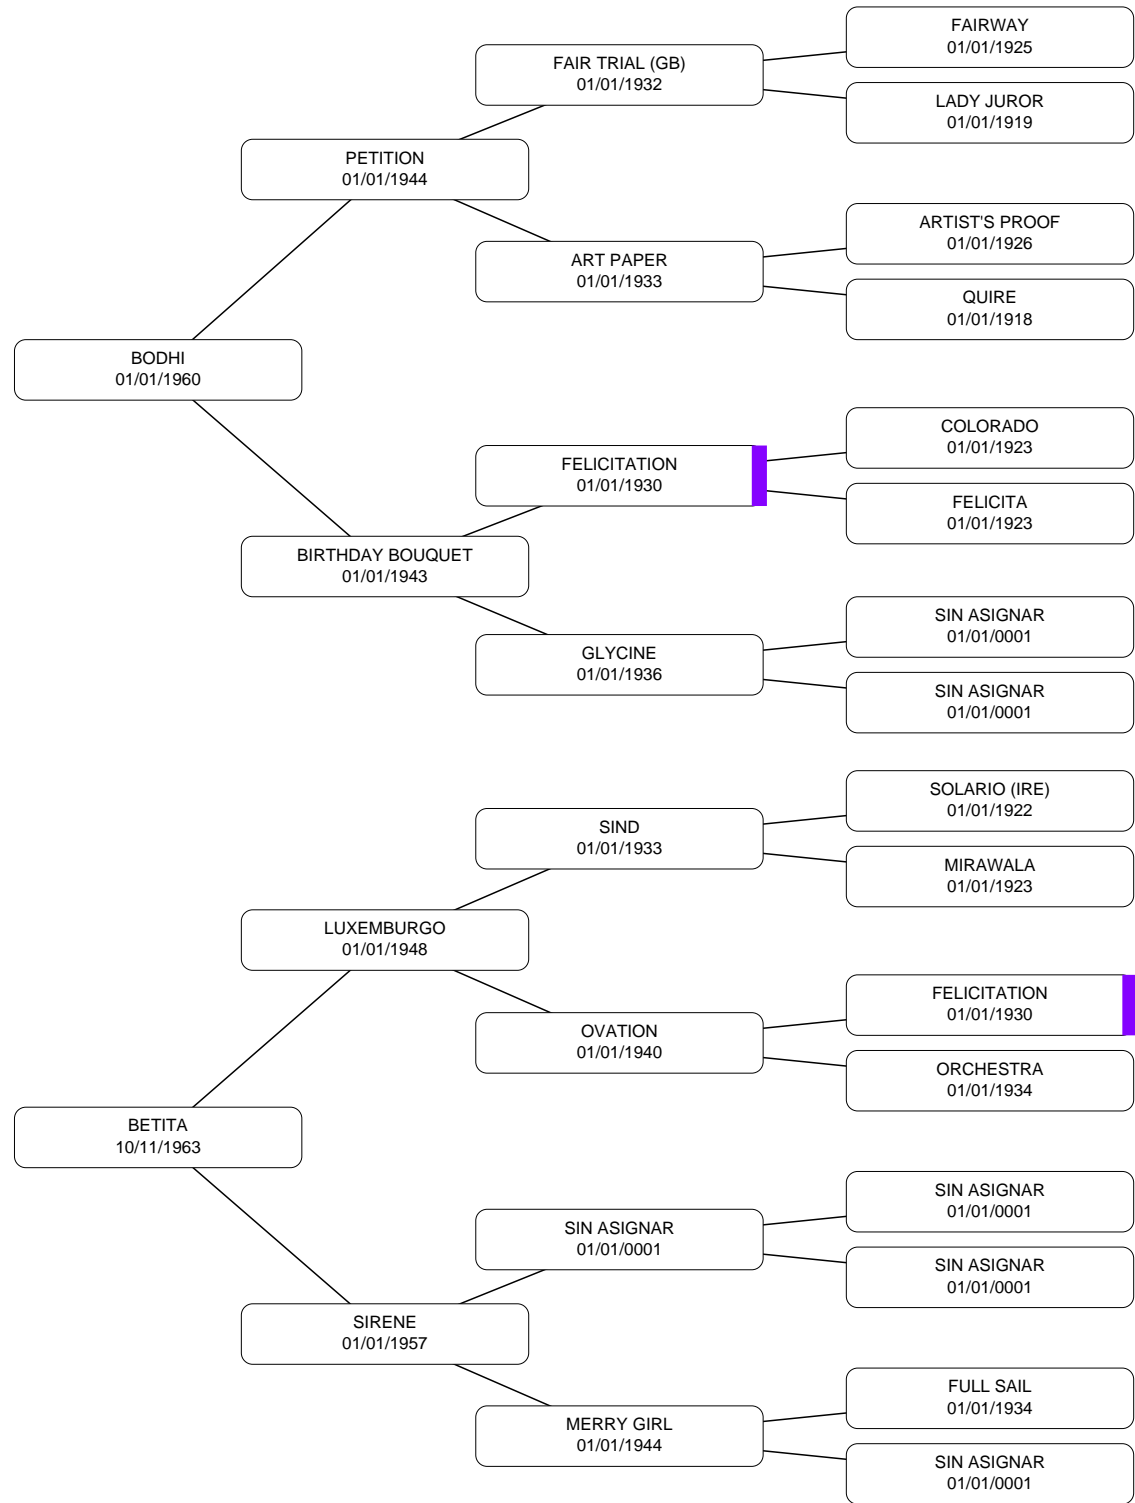 FAIRWAY
01/01/1925
FAIR TRIAL (GB)
01/01/1932
LADY JUROR
01/01/1919
PETITION
01/01/1944
ARTIST'S PROOF
01/01/1926
ART PAPER
01/01/1933
QUIRE
01/01/1918
BODHI
01/01/1960
COLORADO
01/01/1923
FELICITATION
01/01/1930
FELICITA
01/01/1923
BIRTHDAY BOUQUET
01/01/1943
SIN ASIGNAR
01/01/0001
GLYCINE
01/01/1936
SIN ASIGNAR
01/01/0001
SOLARIO (IRE)
01/01/1922
SIND
01/01/1933
MIRAWALA
01/01/1923
LUXEMBURGO
01/01/1948
FELICITATION
01/01/1930
OVATION
01/01/1940
ORCHESTRA
01/01/1934
BETITA
10/11/1963
SIN ASIGNAR
01/01/0001
SIN ASIGNAR
01/01/0001
SIN ASIGNAR
01/01/0001
SIRENE
01/01/1957
FULL SAIL
01/01/1934
MERRY GIRL
01/01/1944
SIN ASIGNAR
01/01/0001